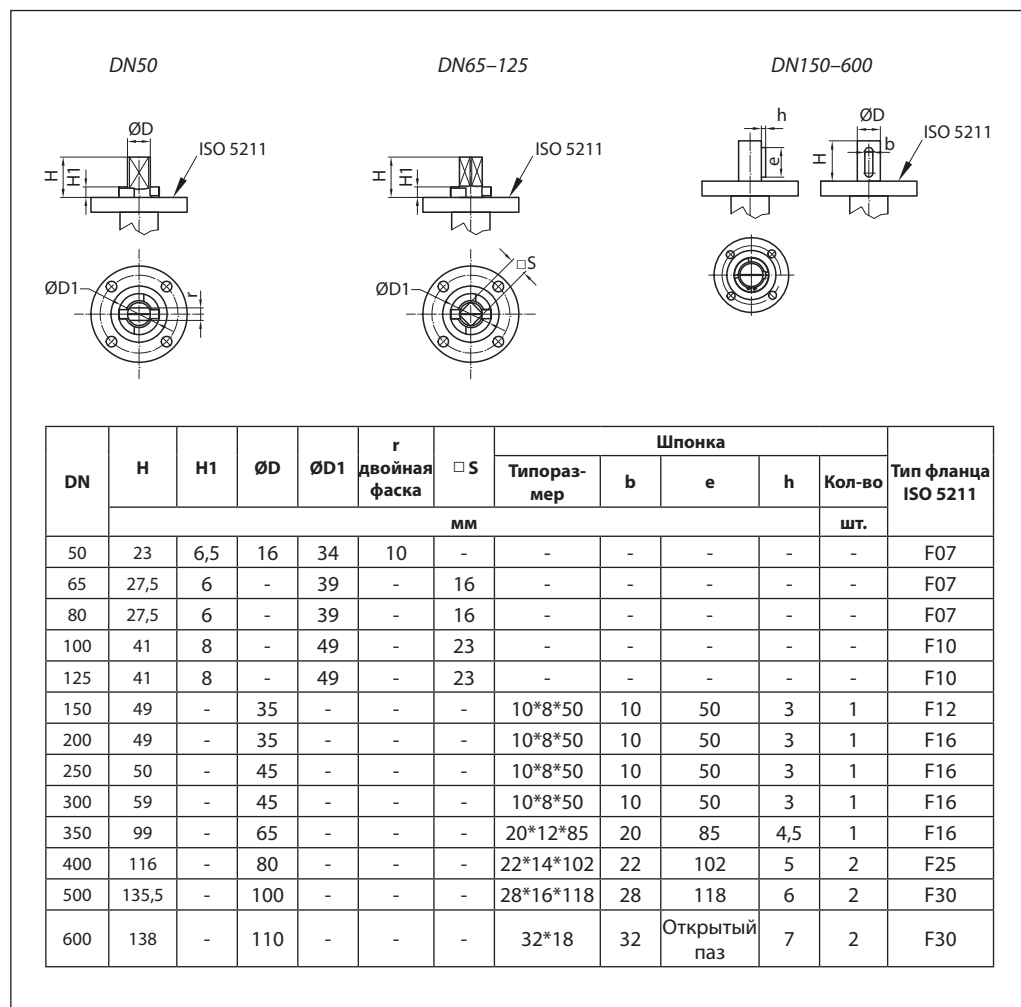 DN50 DN65–125 DN150–600
ØD ISO 5211 H H1
ISO 5211 H H1
h e H ØD b ISO 5211
ØD1 r
ØD1 □S
DN H H1 ØD ØD1 r двойная фаска □ S Шпонка Тип фланца ISO 5211
Типораз-мер b e h Кол-во
мм шт.
50 23 6,5 16 34 10 - - - - - - F07
65 27,5 6 - 39 - 16 - - - - - F07
80 27,5 6 - 39 - 16 - - - - - F07
100 41 8 - 49 - 23 - - - - - F10
125 41 8 - 49 - 23 - - - - - F10
150 49 - 35 - - - 10*8*50 10 50 3 1 F12
200 49 - 35 - - - 10*8*50 10 50 3 1 F16
250 50 - 45 - - - 10*8*50 10 50 3 1 F16
300 59 - 45 - - - 10*8*50 10 50 3 1 F16
350 99 - 65 - - - 20*12*85 20 85 4,5 1 F16
400 116 - 80 - - - 22*14*102 22 102 5 2 F25
500 135,5 - 100 - - - 28*16*118 28 118 6 2 F30
600 138 - 110 - - - 32*18 32 Открытый паз 7 2 F30